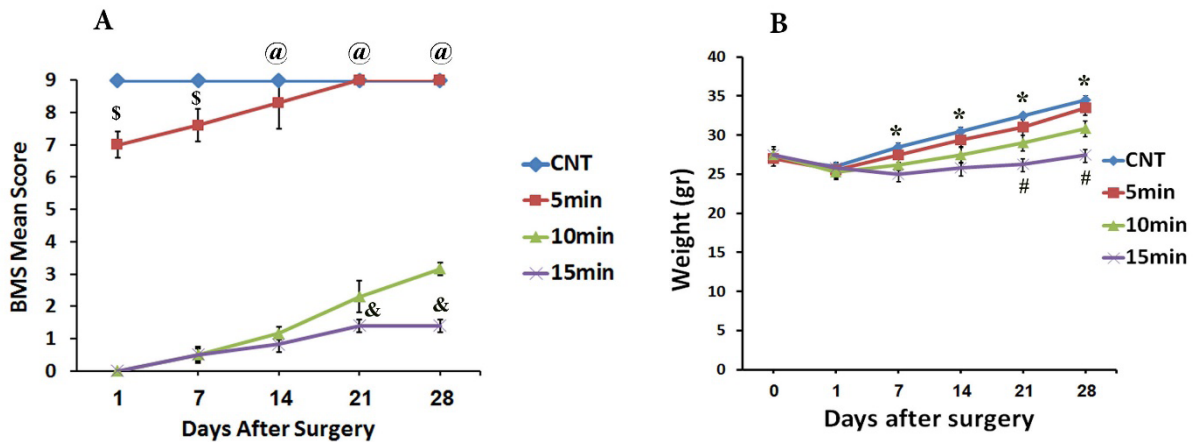 A
@ @ @
9
$ $
8
7
6
5
4
3
2
& &
1
0
1 7 14 21 28
BMS Mean Score
Days After Surgery
CNT
5min
10min
15min
B
40
35
30
25
20
15
10
5
0
* * * *
# #
0 1 7 14 21 28
Weight (gr)
Days after surgery
CNT
5min
10min
15min